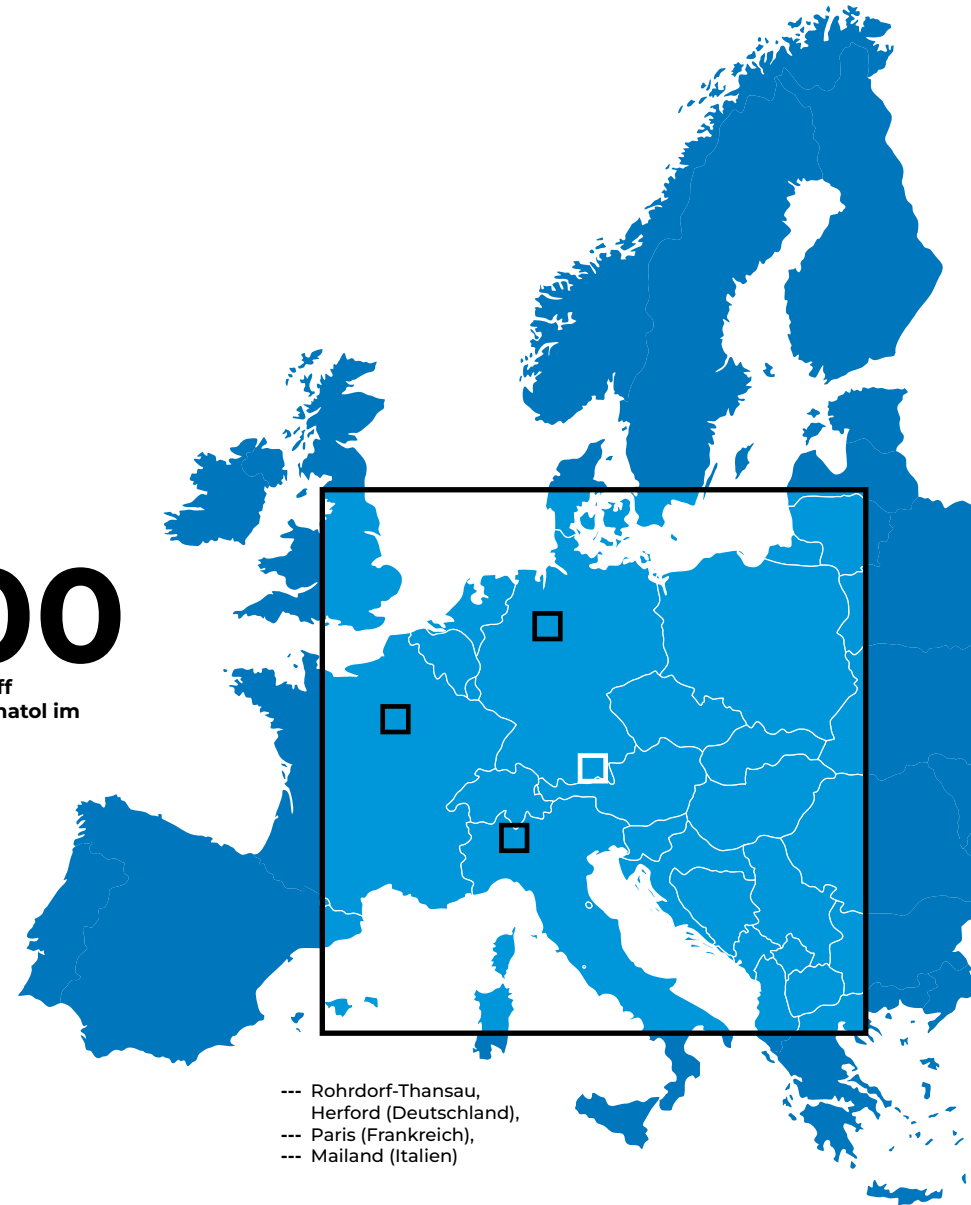 00
ff
natol im
--- Rohrdorf-Thansau,
Herford (Deutschland),
--- Paris (Frankreich),
--- Mailand (Italien)